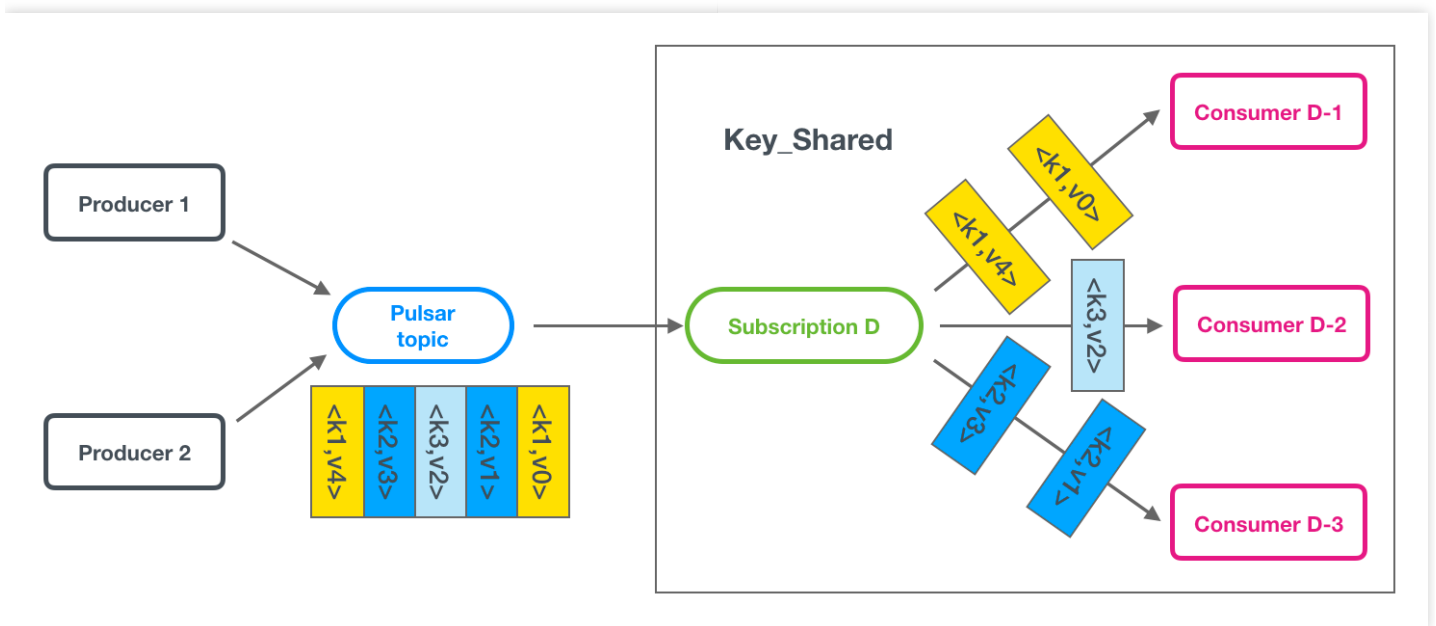 Key_Shared
Producer 1
Producer 2
Pulsar
topic
<k1,v4>
<k2,v3>
<k3,v2>
<k2,v1>
<k1,v0>
Subscription D
<k1,v4>
<k1,v0>
<k3,v2>
<k2,v3>
<k2,v1>
Consumer D-1
Consumer D-2
Consumer D-3